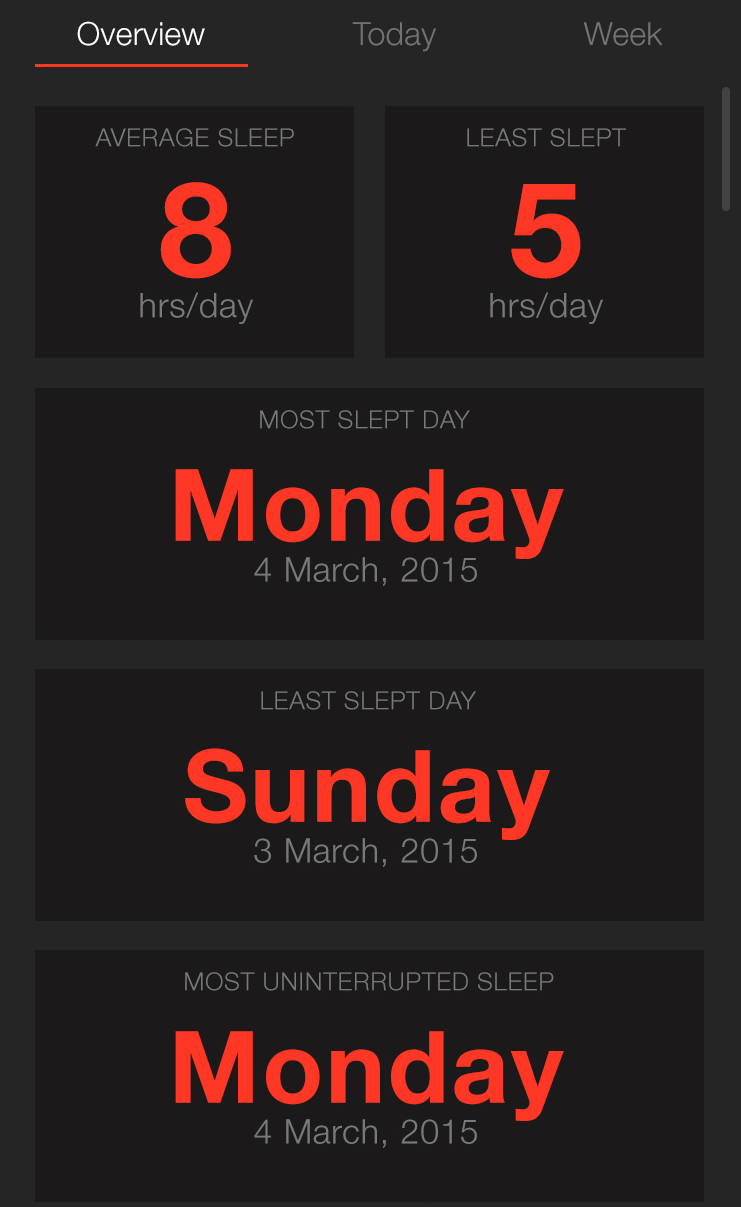 Overview Today Week
AVERAGE SLEEP
8
hrs/day
LEAST SLEPT
5
hrs/day
MOST SLEPT DAY
Monday
4 March, 2015
LEAST SLEPT DAY
Sunday
3 March, 2015
MOST UNINTERRUPTED SLEEP
Monday
4 March, 2015